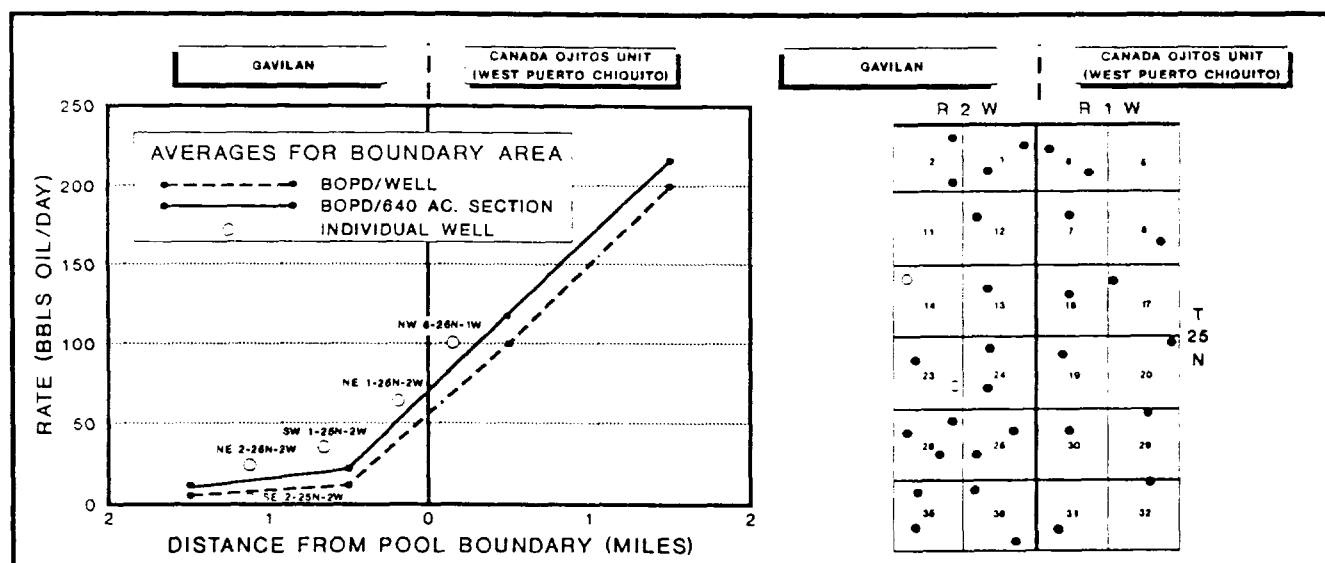 GAVILAN
CANADA OJITOS UNIT
(WEST PUERTO CHIQUITO)
GAVILAN
CANADA OJITOS UNIT
(WEST PUERTO CHIQUITO)
250
200
150
100
50
0
RATE (BBLS OIL/DAY)
AVERAGES FOR BOUNDARY AREA
BOPD/WELL
BOPD/640 AC. SECTION
INDIVIDUAL WELL
NW 6-25N-1W
NE 1-25N-2W
SW 1-25N-2W
NE 2-25N-2W
SE 2-25N-2W
2 1 0 1 2
DISTANCE FROM POOL BOUNDARY (MILES)
R 2 W R 1 W
2 1 6 5
11 12 7 8
14 13 18 17
23 24 19 20
26 25 30 29
35 36 31 32
T
25
N